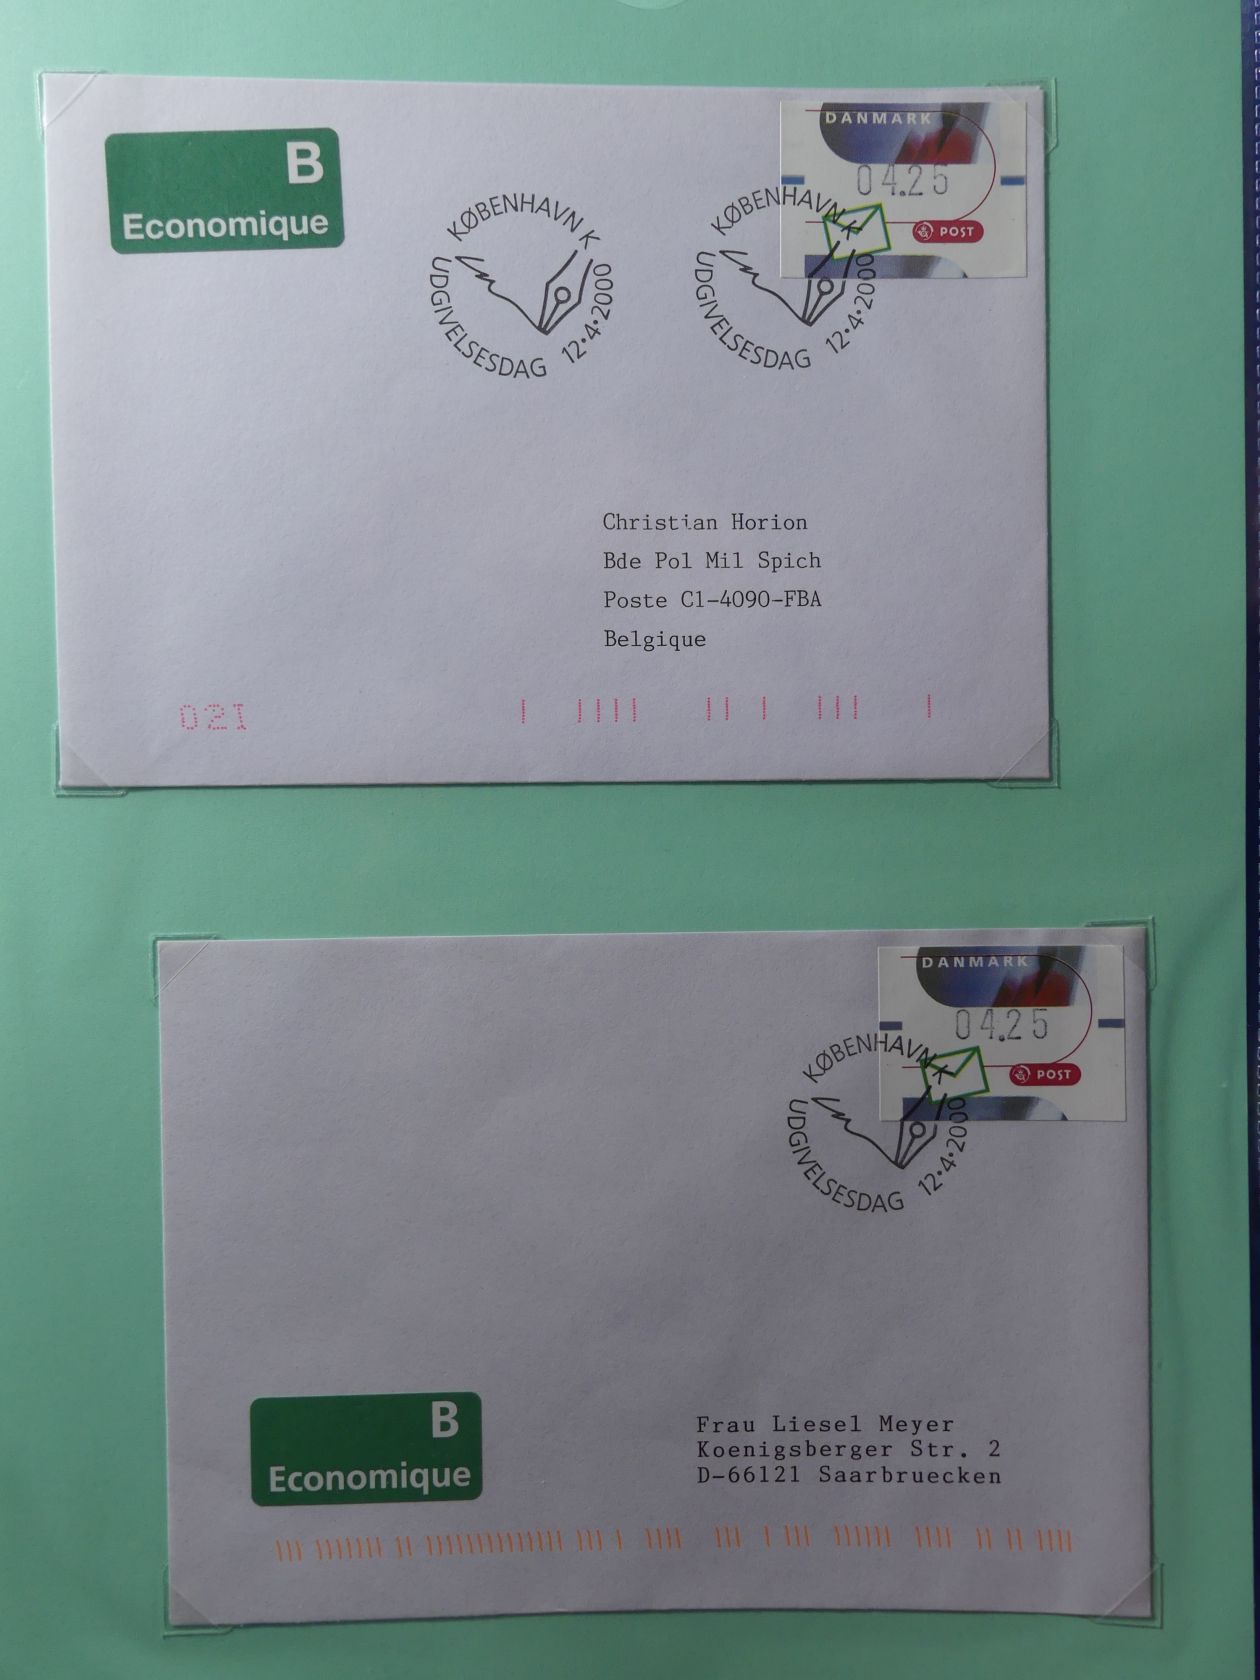 B
Economique
DANMARK
04.25
POST
KØBENHAVN K
UDGIVELSESDAG 12•4•2000
KØBENHAVN K
UDGIVELSESDAG 12•4•2000
Christian Horion
Bde Pol Mil Spich
Poste C1-4090-FBA
Belgique
021
DANMARK
04.25
POST
KØBENHAVN K
UDGIVELSESDAG 12•4•2000
B
Economique
Frau Liesel Meyer
Koenigsberger Str. 2
D-66121 Saarbruecken